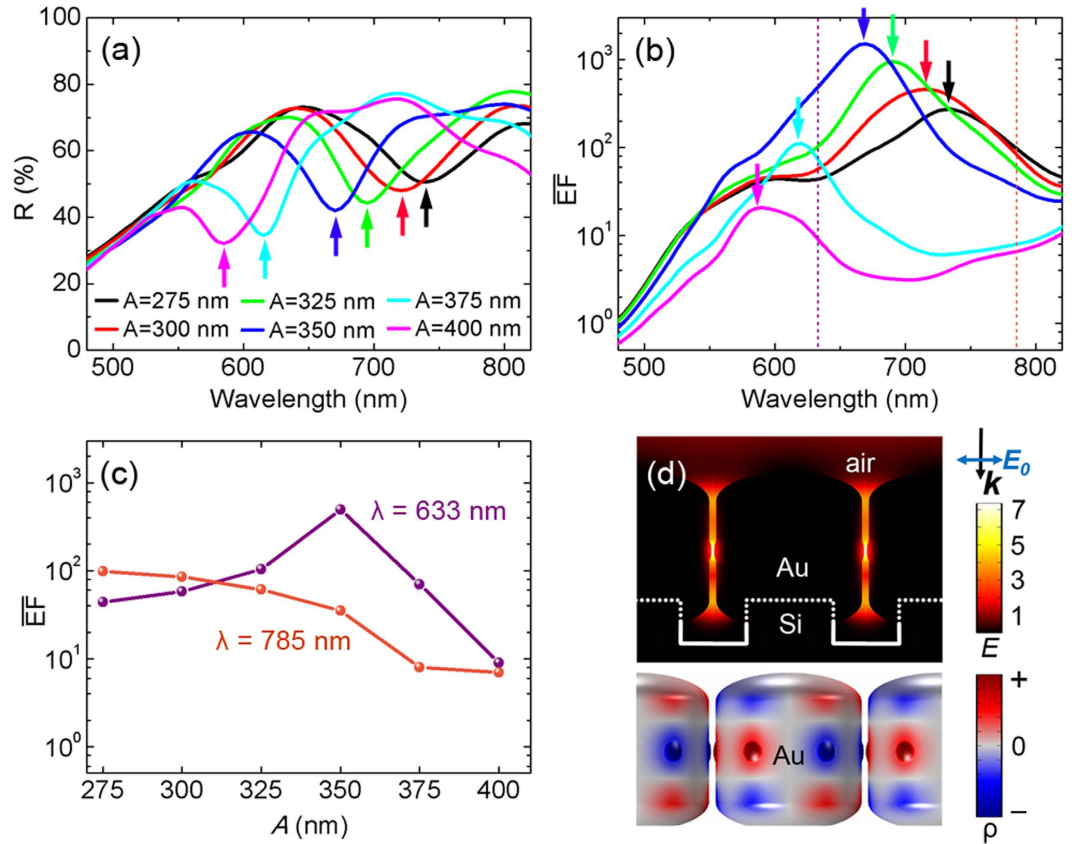 (a)
100
80
60
40
20
0
R (%)
A=275 nm A=325 nm A=375 nm
A=300 nm A=350 nm A=400 nm
500 600 700 800
Wavelength (nm)
(b)
10³
10²
10¹
10⁰
E̅F̅
500 600 700 800
Wavelength (nm)
(c)
10³
10²
10¹
10⁰
E̅F̅
λ = 633 nm
λ = 785 nm
275 300 325 350 375 400
A (nm)
(d)
air
Au
Si
E₀
k
7
5
3
1
E
Au
+
0
−
ρ